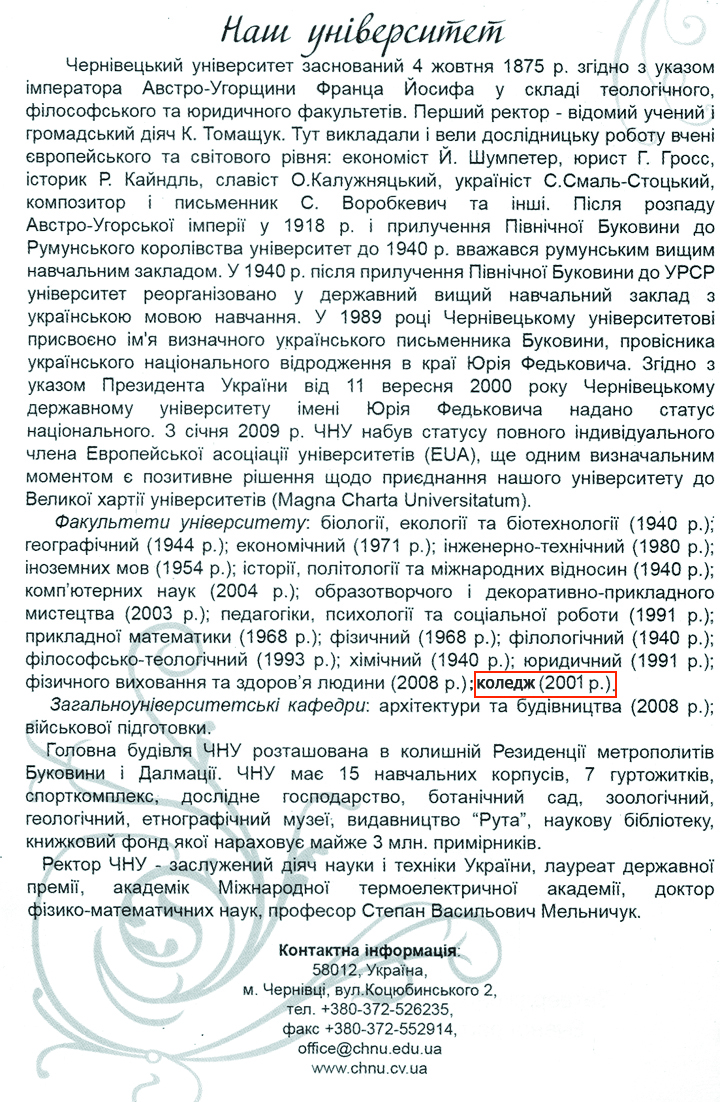 Наш університет
Чернівецький університет заснований 4 жовтня 1875 р. згідно з указом
імператора Австро-Угорщини Франца Йосифа у складі теологічного,
філософського та юридичного факультетів. Перший ректор - відомий учений і
громадський діяч К. Томащук. Тут викладали і вели дослідницьку роботу вчені
європейського та світового рівня: економіст Й. Шумпетер, юрист Г. Гросс,
історик Р. Кайндль, славіст О.Калужняцький, україніст С.Смаль-Стоцький,
композитор і письменник С. Воробкевич та інші. Після розпаду
Австро-Угорської імперії у 1918 р. і прилучення Північної Буковини до
Румунського королівства університет до 1940 р. вважався румунським вищим
навчальним закладом. У 1940 р. після прилучення Північної Буковини до УРСР
університет реорганізовано у державний вищий навчальний заклад з
українською мовою навчання. У 1989 році Чернівецькому університетові
присвоєно ім'я визначного українського письменника Буковини, провісника
українського національного відродження в краї Юрія Федьковича. Згідно з
указом Президента України від 11 вересня 2000 року Чернівецькому
державному університету імені Юрія Федьковича надано статус
національного. З січня 2009 р. ЧНУ набув статусу повного індивідуального
члена Европейської асоціації університетів (EUA), ще одним визначальним
моментом є позитивне рішення щодо приєднання нашого університету до
Великої хартії університетів (Magna Charta Universitatum).
Факультети університету: біології, екології та біотехнології (1940 р.);
географічний (1944 р.); економічний (1971 р.); інженерно-технічний (1980 р.);
іноземних мов (1954 р.); історії, політології та міжнародних відносин (1940 р.);
комп'ютерних наук (2004 р.); образотворчого і декоративно-прикладного
мистецтва (2003 р.); педагогіки, психології та соціальної роботи (1991 р.);
прикладної математики (1968 р.); фізичний (1968 р.); філологічний (1940 р.);
філософсько-теологічний (1993 р.); хімічний (1940 р.); юридичний (1991 р.);
фізичного виховання та здоров'я людини (2008 р.); коледж (2001 р.).
Загальноуніверситетські кафедри: архітектури та будівництва (2008 р.);
військової підготовки.
Головна будівля ЧНУ розташована в колишній Резиденції метрополитів
Буковини і Далмації. ЧНУ має 15 навчальних корпусів, 7 гуртожитків,
спорткомплекс, дослідне господарство, ботанічний сад, зоологічний,
геологічний, етнографічний музеї, видавництво “Рута”, наукову бібліотеку,
книжковий фонд якої нараховує майже 3 млн. примірників.
Ректор ЧНУ - заслужений діяч науки і техніки України, лауреат державної
премії, академік Міжнародної термоелектричної академії, доктор
фізико-математичних наук, професор Степан Васильович Мельничук.
Контактна інформація:
58012, Україна,
м. Чернівці, вул.Коцюбинського 2,
тел. +380-372-526235,
факс +380-372-552914,
office@chnu.edu.ua
www.chnu.cv.ua